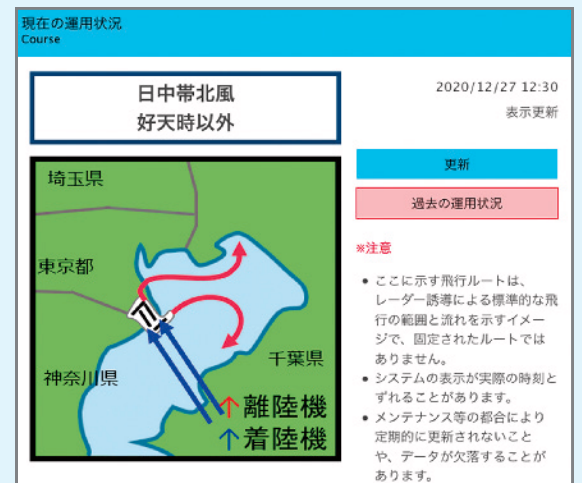 現在の運用状況
Course
日中帯北風
好天時以外
2020/12/27 12:30
表示更新
更新
過去の運用状況
埼玉県
東京都
神奈川県
千葉県
↑離陸機
↑着陸機
※注意
• ここに示す飛行ルートは、
レーダー誘導による標準的な飛
行の範囲と流れを示すイメー
ジで、固定されたルートでは
ありません。
• システムの表示が実際の時刻と
ずれることがあります。
• メンテナンス等の都合により
定期的に更新されないこと
や、データが欠落することが
あります。